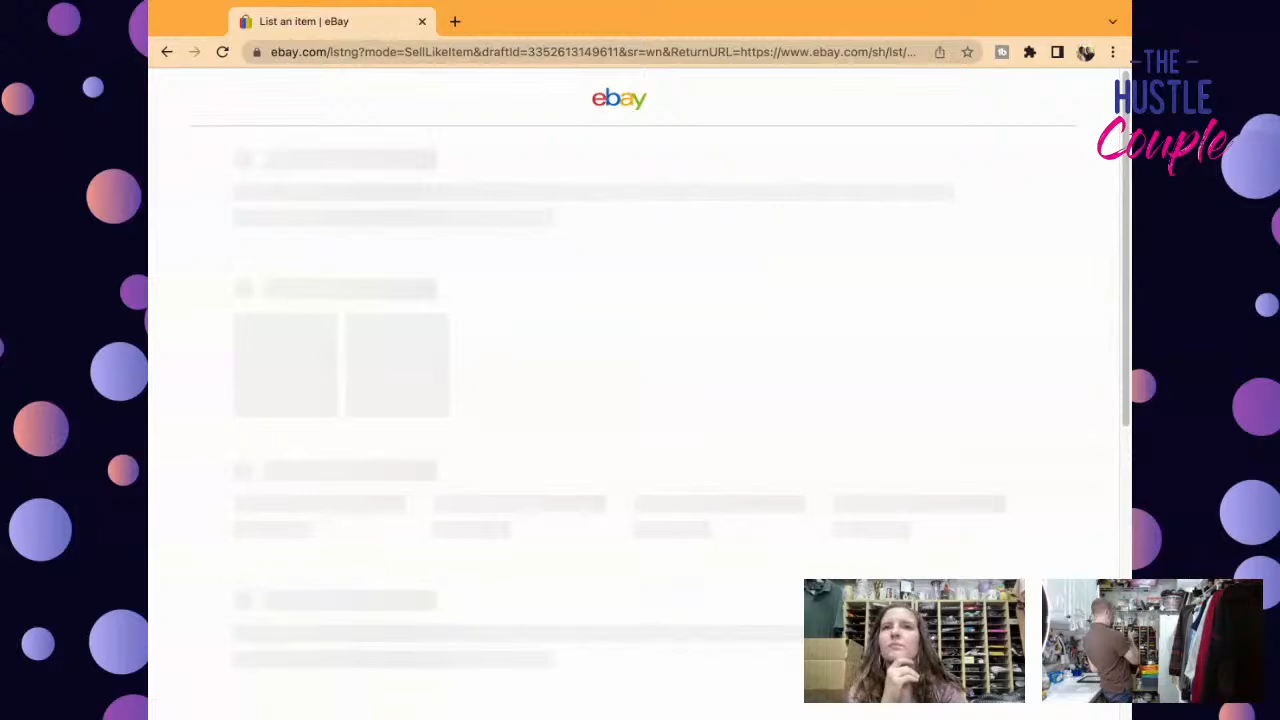 List an item | eBay
ebay.com/lstng?mode=SellLikeItem&draftId=3352613149611&sr=wn&ReturnURL=https://www.ebay.com/sh/lst/...
ebay
-THE-
HUSTLE
Couple